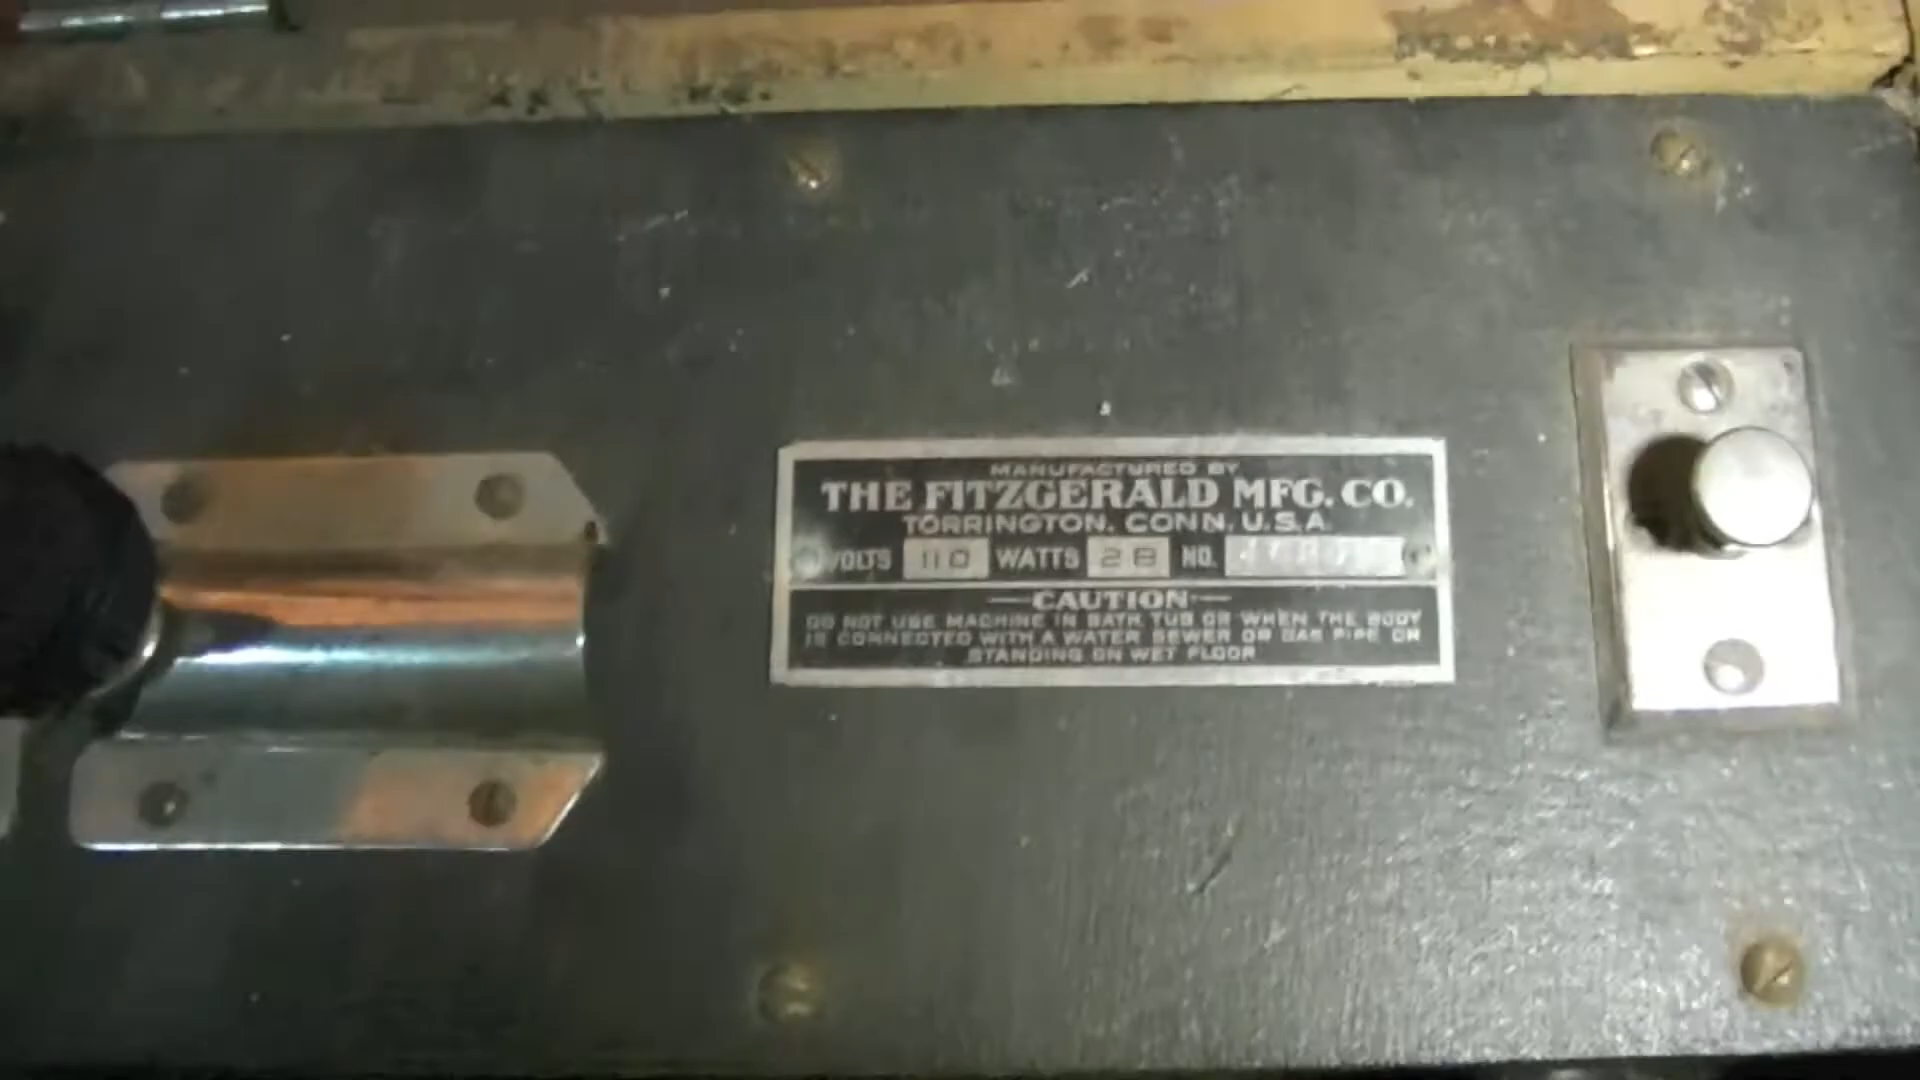 MANUFACTURED BY
THE FITZGERALD MFG. CO.
TORRINGTON, CONN. U.S.A.
VOLTS 110 WATTS 28 NO.
CAUTION
DO NOT USE MACHINE IN BATH TUB OR WHEN THE BODY
IS CONNECTED WITH A WATER SEWER OR GAS PIPE OR
STANDING ON WET FLOOR